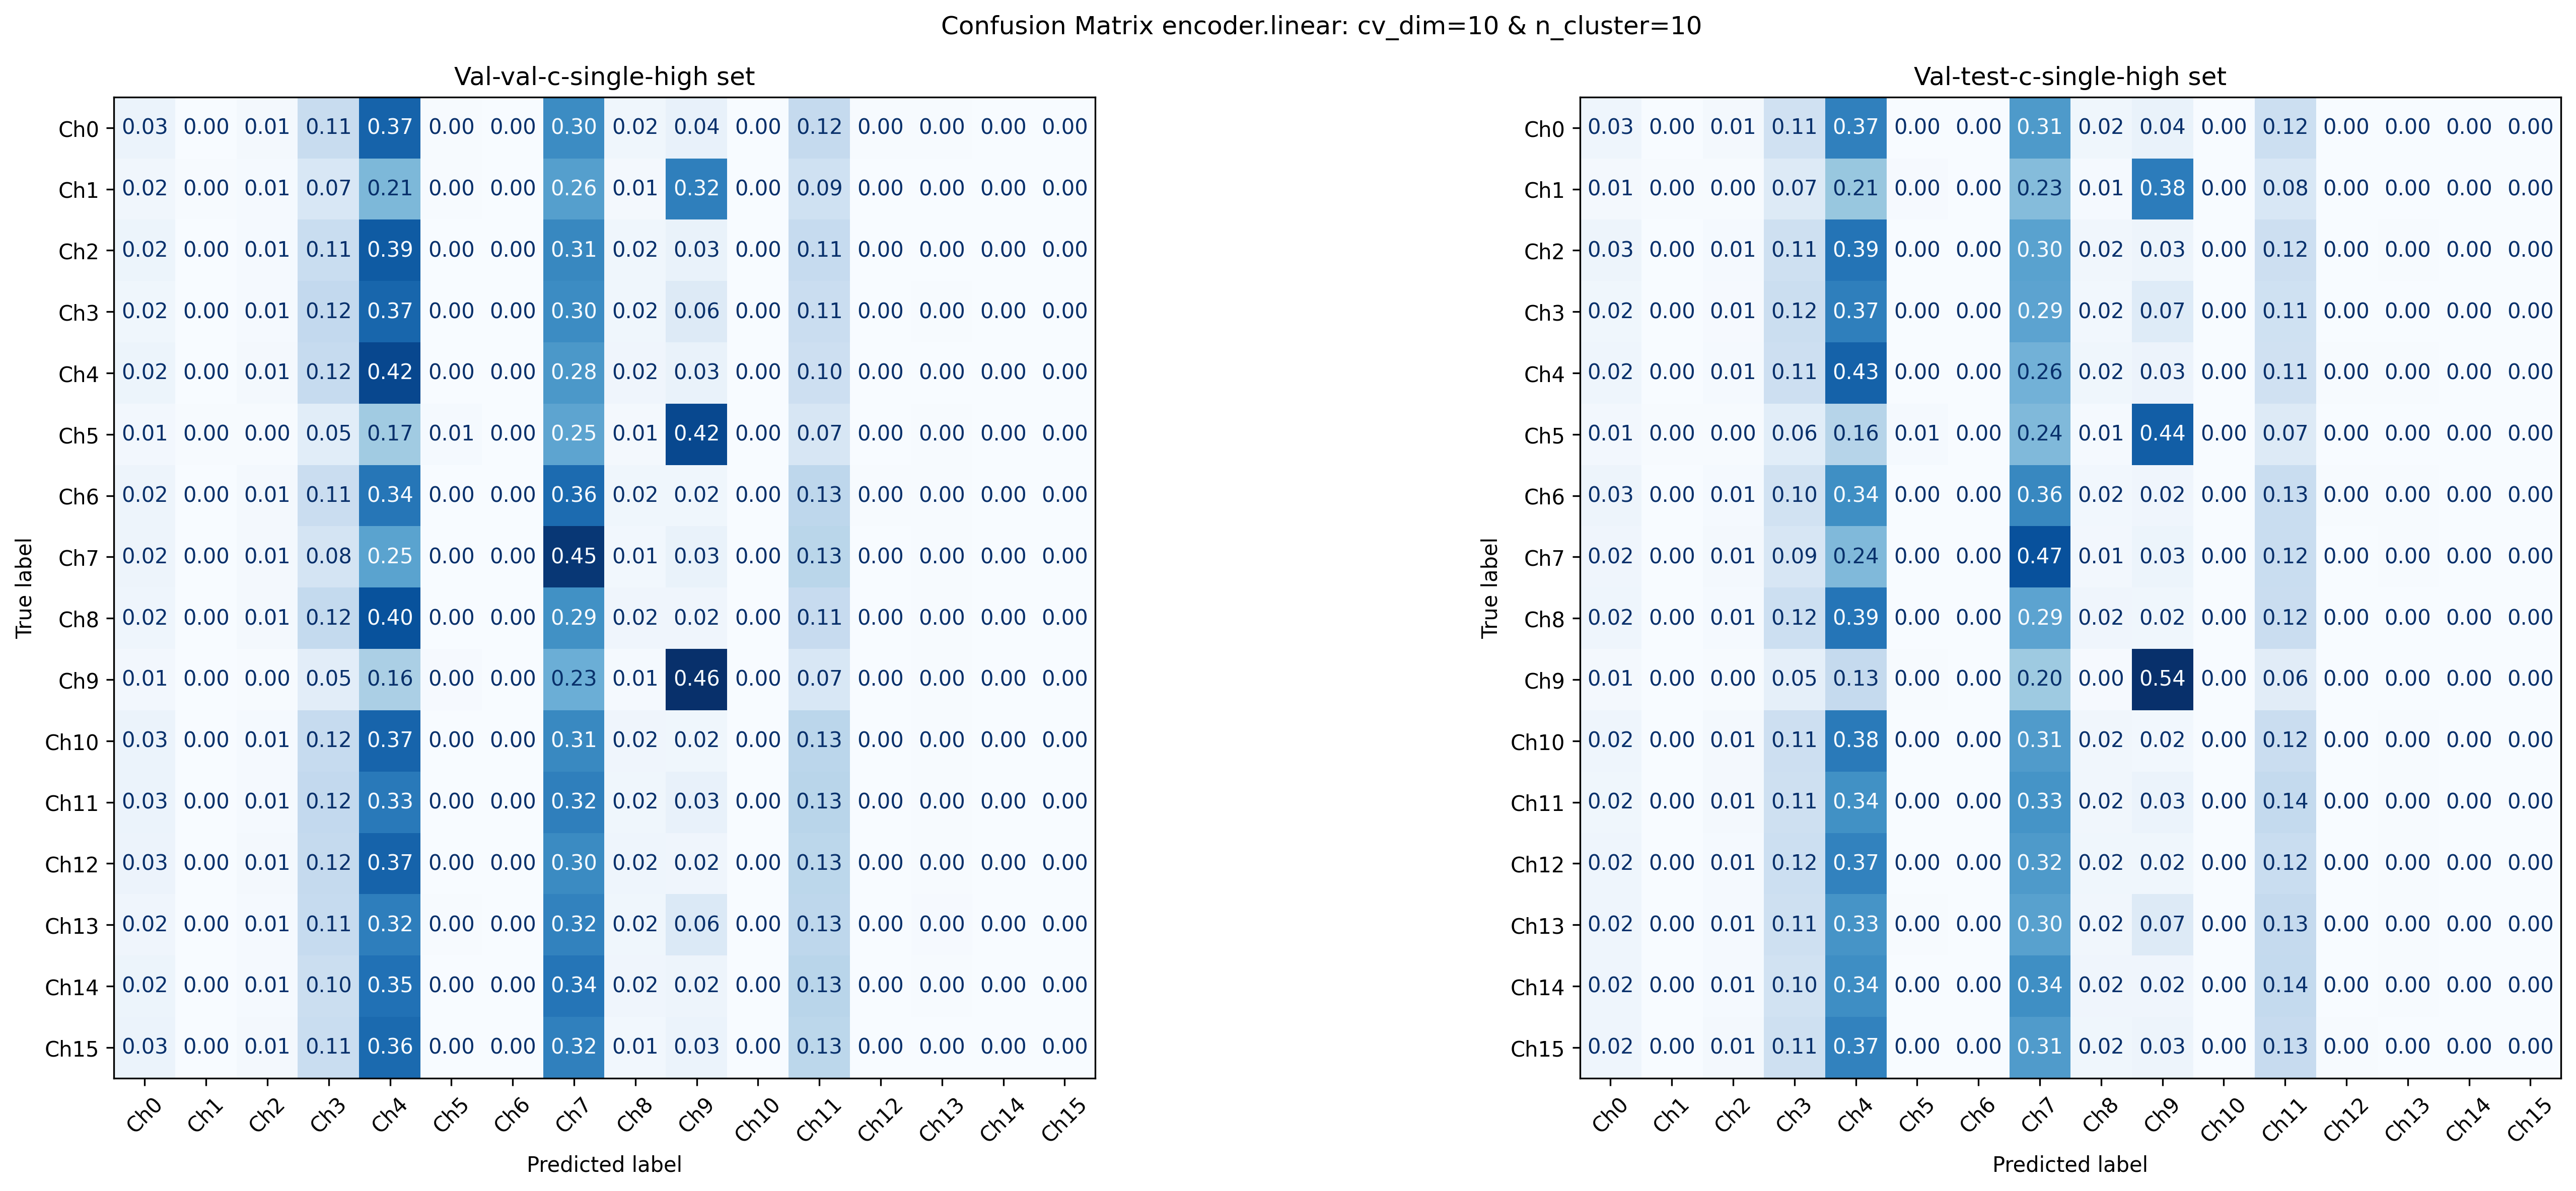 Confusion Matrix encoder.linear: cv_dim=10 & n_cluster=10
Val-val-c-single-high set
True label
Ch0 0.03 0.00 0.01 0.11 0.37 0.00 0.00 0.30 0.02 0.04 0.00 0.12 0.00 0.00 0.00 0.00
Ch1 0.02 0.00 0.01 0.07 0.21 0.00 0.00 0.26 0.01 0.32 0.00 0.09 0.00 0.00 0.00 0.00
Ch2 0.02 0.00 0.01 0.11 0.39 0.00 0.00 0.31 0.02 0.03 0.00 0.11 0.00 0.00 0.00 0.00
Ch3 0.02 0.00 0.01 0.12 0.37 0.00 0.00 0.30 0.02 0.06 0.00 0.11 0.00 0.00 0.00 0.00
Ch4 0.02 0.00 0.01 0.12 0.42 0.00 0.00 0.28 0.02 0.03 0.00 0.10 0.00 0.00 0.00 0.00
Ch5 0.01 0.00 0.00 0.05 0.17 0.01 0.00 0.25 0.01 0.42 0.00 0.07 0.00 0.00 0.00 0.00
Ch6 0.02 0.00 0.01 0.11 0.34 0.00 0.00 0.36 0.02 0.02 0.00 0.13 0.00 0.00 0.00 0.00
Ch7 0.02 0.00 0.01 0.08 0.25 0.00 0.00 0.45 0.01 0.03 0.00 0.13 0.00 0.00 0.00 0.00
Ch8 0.02 0.00 0.01 0.12 0.40 0.00 0.00 0.29 0.02 0.02 0.00 0.11 0.00 0.00 0.00 0.00
Ch9 0.01 0.00 0.00 0.05 0.16 0.00 0.00 0.23 0.01 0.46 0.00 0.07 0.00 0.00 0.00 0.00
Ch10 0.03 0.00 0.01 0.12 0.37 0.00 0.00 0.31 0.02 0.02 0.00 0.13 0.00 0.00 0.00 0.00
Ch11 0.03 0.00 0.01 0.12 0.33 0.00 0.00 0.32 0.02 0.03 0.00 0.13 0.00 0.00 0.00 0.00
Ch12 0.03 0.00 0.01 0.12 0.37 0.00 0.00 0.30 0.02 0.02 0.00 0.13 0.00 0.00 0.00 0.00
Ch13 0.02 0.00 0.01 0.11 0.32 0.00 0.00 0.32 0.02 0.06 0.00 0.13 0.00 0.00 0.00 0.00
Ch14 0.02 0.00 0.01 0.10 0.35 0.00 0.00 0.34 0.02 0.02 0.00 0.13 0.00 0.00 0.00 0.00
Ch15 0.03 0.00 0.01 0.11 0.36 0.00 0.00 0.32 0.01 0.03 0.00 0.13 0.00 0.00 0.00 0.00
Ch0 Ch1 Ch2 Ch3 Ch4 Ch5 Ch6 Ch7 Ch8 Ch9 Ch10 Ch11 Ch12 Ch13 Ch14 Ch15
Predicted label
Val-test-c-single-high set
True label
Ch0 0.03 0.00 0.01 0.11 0.37 0.00 0.00 0.31 0.02 0.04 0.00 0.12 0.00 0.00 0.00 0.00
Ch1 0.01 0.00 0.00 0.07 0.21 0.00 0.00 0.23 0.01 0.38 0.00 0.08 0.00 0.00 0.00 0.00
Ch2 0.03 0.00 0.01 0.11 0.39 0.00 0.00 0.30 0.02 0.03 0.00 0.12 0.00 0.00 0.00 0.00
Ch3 0.02 0.00 0.01 0.12 0.37 0.00 0.00 0.29 0.02 0.07 0.00 0.11 0.00 0.00 0.00 0.00
Ch4 0.02 0.00 0.01 0.11 0.43 0.00 0.00 0.26 0.02 0.03 0.00 0.11 0.00 0.00 0.00 0.00
Ch5 0.01 0.00 0.00 0.06 0.16 0.01 0.00 0.24 0.01 0.44 0.00 0.07 0.00 0.00 0.00 0.00
Ch6 0.03 0.00 0.01 0.10 0.34 0.00 0.00 0.36 0.02 0.02 0.00 0.13 0.00 0.00 0.00 0.00
Ch7 0.02 0.00 0.01 0.09 0.24 0.00 0.00 0.47 0.01 0.03 0.00 0.12 0.00 0.00 0.00 0.00
Ch8 0.02 0.00 0.01 0.12 0.39 0.00 0.00 0.29 0.02 0.02 0.00 0.12 0.00 0.00 0.00 0.00
Ch9 0.01 0.00 0.00 0.05 0.13 0.00 0.00 0.20 0.00 0.54 0.00 0.06 0.00 0.00 0.00 0.00
Ch10 0.02 0.00 0.01 0.11 0.38 0.00 0.00 0.31 0.02 0.02 0.00 0.12 0.00 0.00 0.00 0.00
Ch11 0.02 0.00 0.01 0.11 0.34 0.00 0.00 0.33 0.02 0.03 0.00 0.14 0.00 0.00 0.00 0.00
Ch12 0.02 0.00 0.01 0.12 0.37 0.00 0.00 0.32 0.02 0.02 0.00 0.12 0.00 0.00 0.00 0.00
Ch13 0.02 0.00 0.01 0.11 0.33 0.00 0.00 0.30 0.02 0.07 0.00 0.13 0.00 0.00 0.00 0.00
Ch14 0.02 0.00 0.01 0.10 0.34 0.00 0.00 0.34 0.02 0.02 0.00 0.14 0.00 0.00 0.00 0.00
Ch15 0.02 0.00 0.01 0.11 0.37 0.00 0.00 0.31 0.02 0.03 0.00 0.13 0.00 0.00 0.00 0.00
Ch0 Ch1 Ch2 Ch3 Ch4 Ch5 Ch6 Ch7 Ch8 Ch9 Ch10 Ch11 Ch12 Ch13 Ch14 Ch15
Predicted label